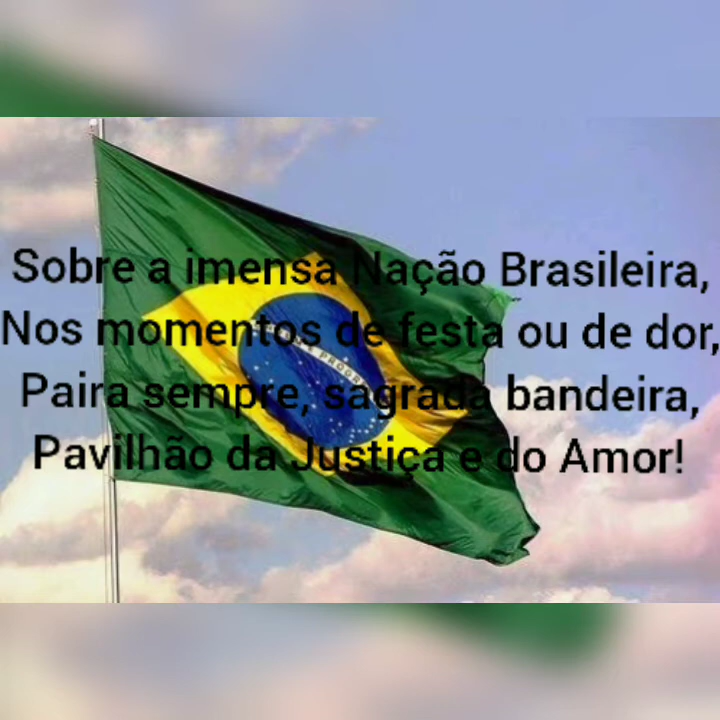 Sobre a imensa Nação Brasileira,
Nos momentos de festa ou de dor,
Paira sempre, sagrada bandeira,
Pavilhão da Justiça e do Amor!
PROGRE